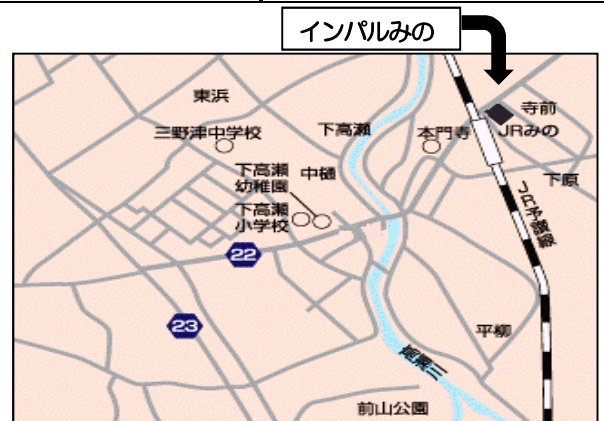 インパルみの
東浜
寺前
三野津中学校
下高瀬
本門寺
JRみの
下高瀬
幼稚園
中樋
下原
下高瀬
小学校
JR予讃線
22
23
平柳
前山公園